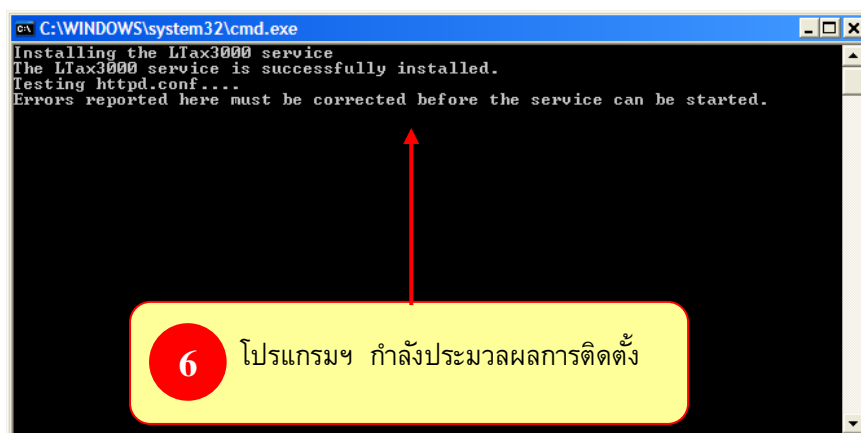 C:\WINDOWS\system32\cmd.exe
Installing the LTax3000 service
The LTax3000 service is successfully installed.
Testing httpd.conf....
Errors reported here must be corrected before the service can be started.
6
โปรแกรมฯ กำลังประมวลผลการติดตั้ง